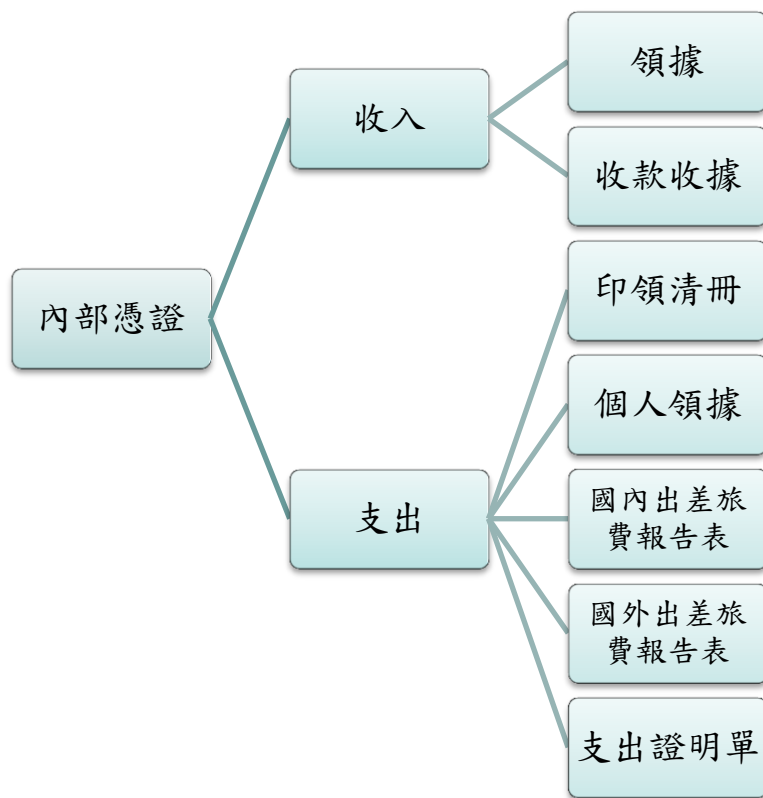 內部憑證
收入
領據
收款收據
支出
印領清冊
個人領據
國內出差旅
費報告表
國外出差旅
費報告表
支出證明單